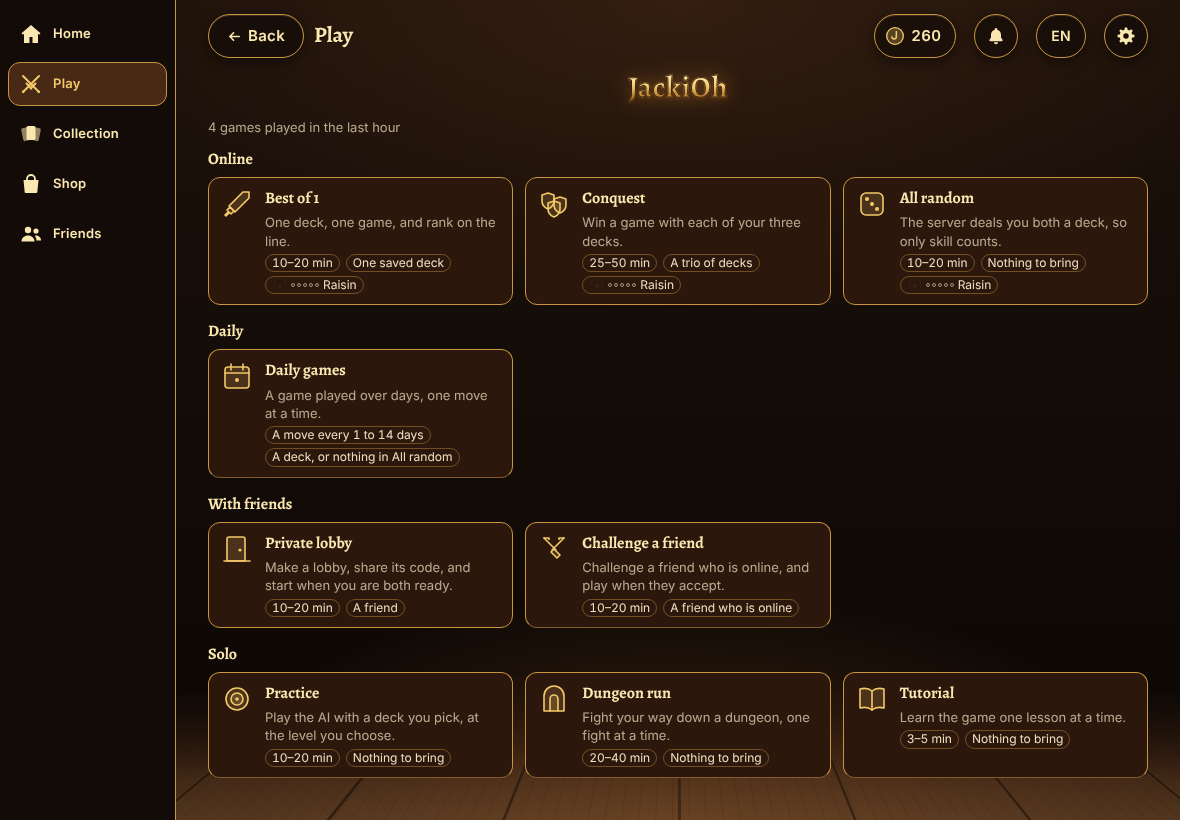 Home
Play
Collection
Shop
Friends
← Back
Play
J 260
EN
JackiOh
4 games played in the last hour
Online
Best of 1
One deck, one game, and rank on the
line.
10–20 min
One saved deck
Raisin
Conquest
Win a game with each of your three
decks.
25–50 min
A trio of decks
Raisin
All random
The server deals you both a deck, so
only skill counts.
10–20 min
Nothing to bring
Raisin
Daily
Daily games
A game played over days, one move
at a time.
A move every 1 to 14 days
A deck, or nothing in All random
With friends
Private lobby
Make a lobby, share its code, and
start when you are both ready.
10–20 min
A friend
Challenge a friend
Challenge a friend who is online, and
play when they accept.
10–20 min
A friend who is online
Solo
Practice
Play the AI with a deck you pick, at
the level you choose.
10–20 min
Nothing to bring
Dungeon run
Fight your way down a dungeon, one
fight at a time.
20–40 min
Nothing to bring
Tutorial
Learn the game one lesson at a time.
3–5 min
Nothing to bring